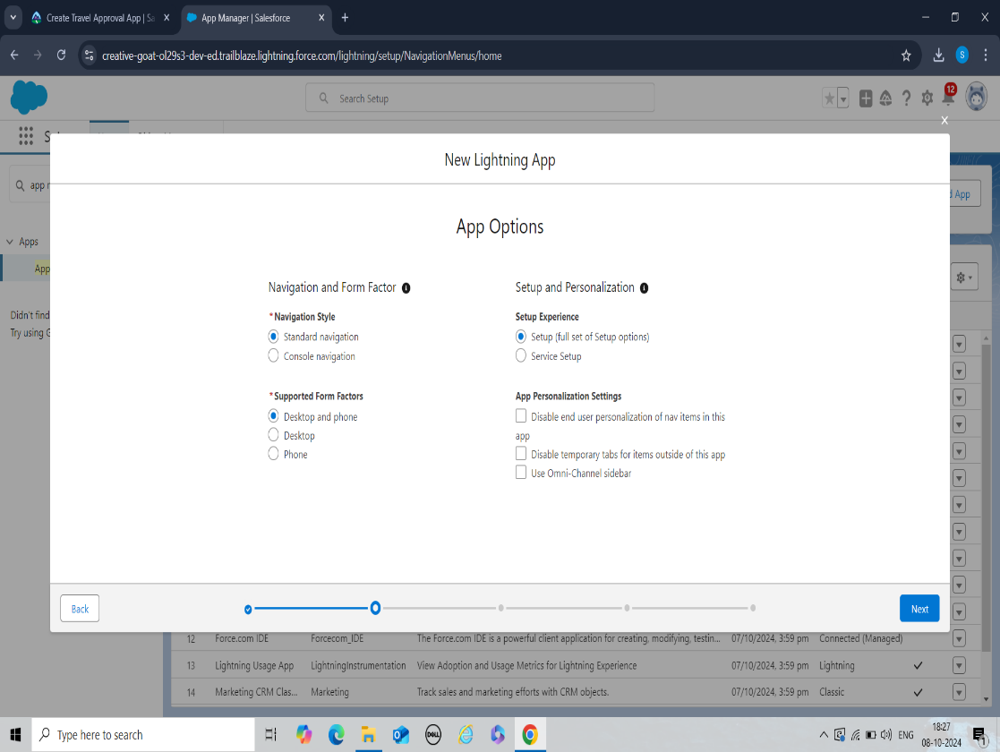 Create Travel Approval App | Sa
App Manager | Salesforce
creative-goat-ol29s3-dev-ed.trailblaze.lightning.force.com/lightning/setup/NavigationMenus/home
S
Search Setup
12
S
app
App
New Lightning App
App Options
Apps
App
Didn't find
Try using G
Navigation and Form Factor
Setup and Personalization
*Navigation Style
Setup Experience
Standard navigation
Setup (full set of Setup options)
Console navigation
Service Setup
*Supported Form Factors
App Personalization Settings
Desktop and phone
Disable end user personalization of nav items in this
app
Desktop
Phone
Disable temporary tabs for items outside of this app
Use Omni-Channel sidebar
Back
Next
12 Force.com IDE Forcecom_IDE The Force.com IDE is a powerful client application for creating, modifying, testin... 07/10/2024, 3:59 pm Connected (Managed)
13 Lightning Usage App LightningInstrumentation View Adoption and Usage Metrics for Lightning Experience 07/10/2024, 3:59 pm Lightning
14 Marketing CRM Clas... Marketing Track sales and marketing efforts with CRM objects. 07/10/2024, 3:59 pm Classic
Type here to search
DELL
ENG
18:27
08-10-2024
1